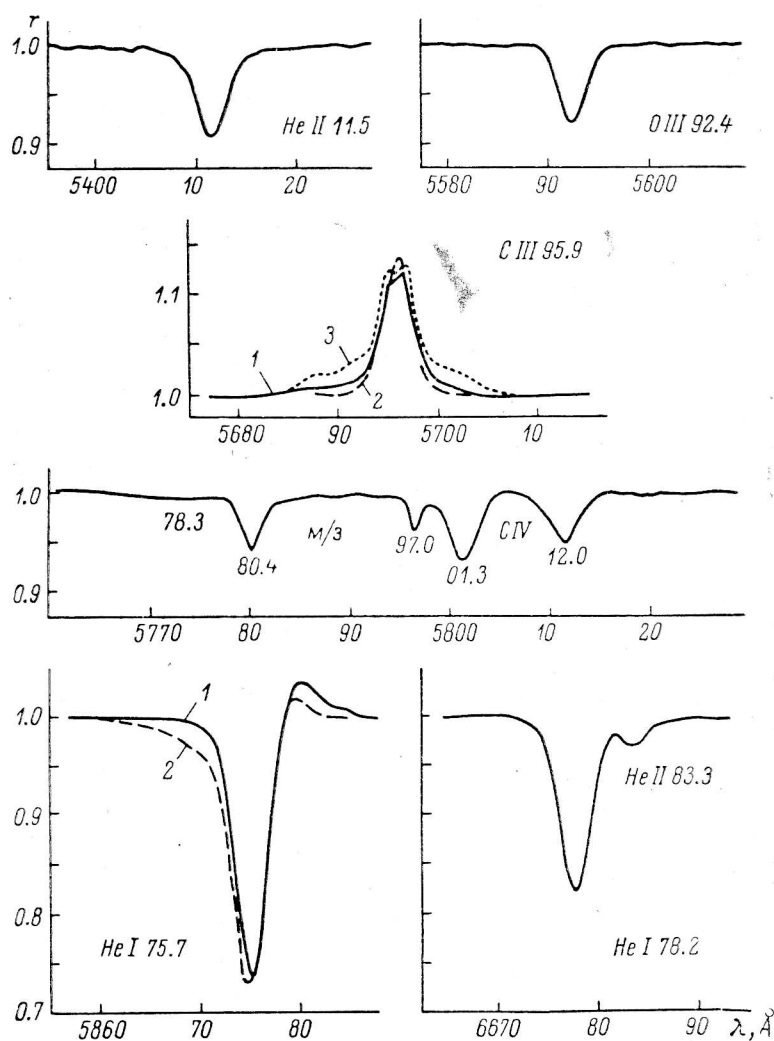 r
1.0
0.9
He II 11.5
5400 10 20
O III 92.4
5580 90 5600
C III 95.9
1.1
1.0
1 3 2
5680 90 5700 10
1.0
0.9
78.3 80.4 м/з 97.0 01.3 C IV 12.0
5770 80 90 5800 10 20
1.0
0.9
0.8
0.7
1
2
He I 75.7
5860 70 80
He II 83.3
He I 78.2
6670 80 90 λ, Å